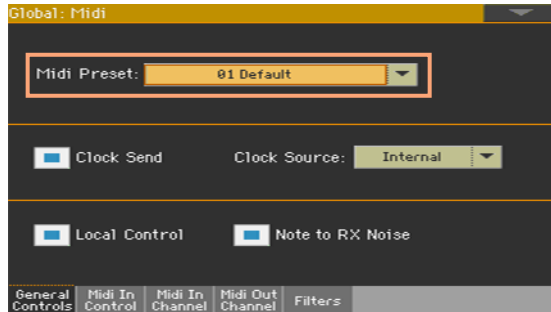 Global: Midi
Midi Preset: 01 Default
Clock Send Clock Source: Internal
Local Control Note to RX Noise
General Controls Midi In Control Midi In Channel Midi Out Channel Filters